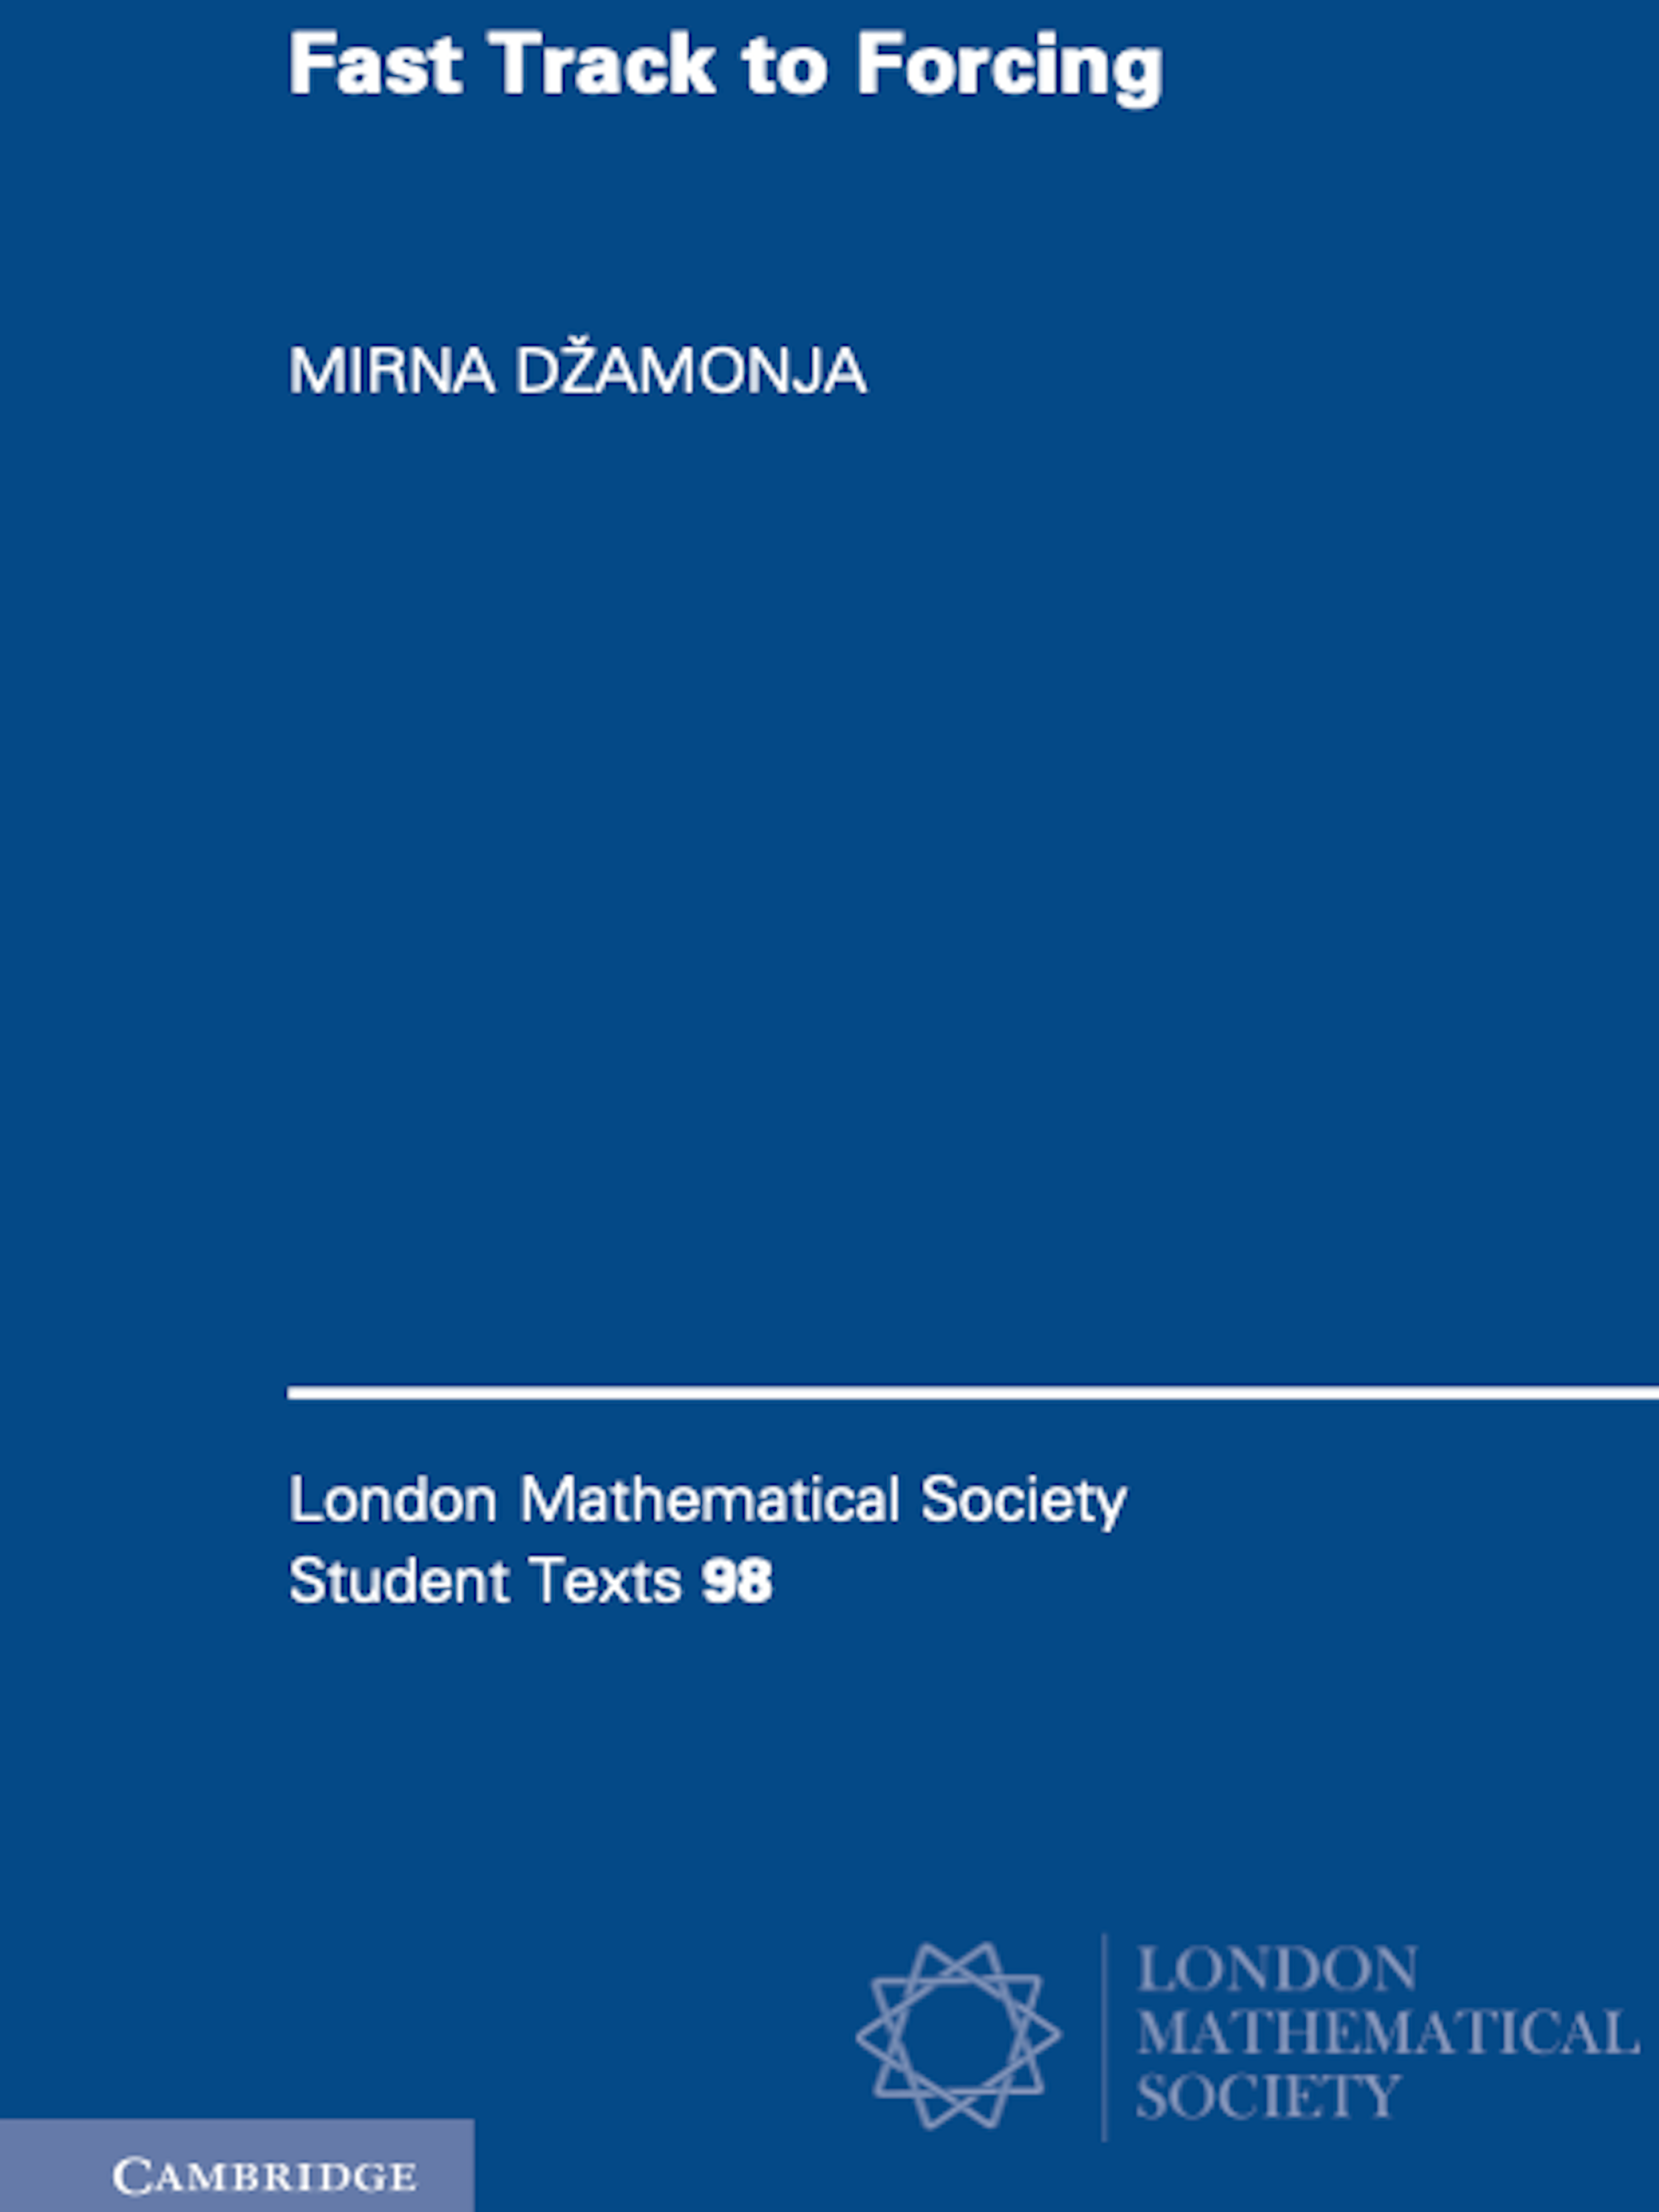 Fast Track to Forcing
MIRNA DŽAMONJA
London Mathematical Society
Student Texts 98
LONDON
MATHEMATICAL
SOCIETY
CAMBRIDGE